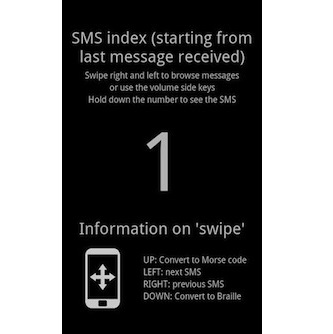 SMS index (starting from
last message received)
Swipe right and left to browse messages
or use the volume side keys
Hold down the number to see the SMS
1
Information on 'swipe'
UP: Convert to Morse code
LEFT: next SMS
RIGHT: previous SMS
DOWN: Convert to Braille